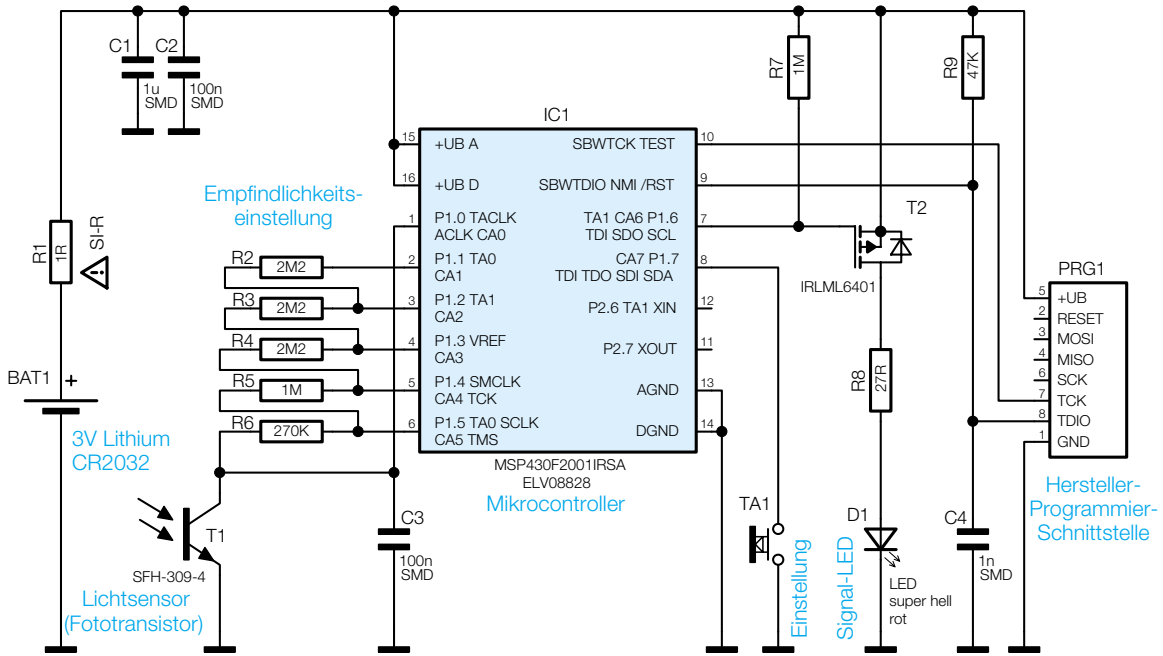 C1
1u
SMD
C2
100n
SMD
R7
1M
R9
47K
IC1
15
+UB A
16
+UB D
1
P1.0 TACLK
ACLK CA0
2
P1.1 TA0
CA1
3
P1.2 TA1
CA2
4
P1.3 VREF
CA3
5
P1.4 SMCLK
CA4 TCK
6
P1.5 TA0 SCLK
CA5 TMS
SBWTCK TEST
10
SBWTDIO NMI /RST
9
TA1 CA6 P1.6
TDI SDO SCL
7
CA7 P1.7
TDI TDO SDI SDA
8
P2.6 TA1 XIN
12
P2.7 XOUT
11
AGND
13
DGND
14
MSP430F2001IRSA
ELV08828
Mikrocontroller
Empfindlichkeits-
einstellung
R1
1R
SI-R
R2
2M2
R3
2M2
R4
2M2
R5
1M
R6
270K
BAT1
+
3V Lithium
CR2032
T1
SFH-309-4
Lichtsensor
(Fototransistor)
C3
100n
SMD
T2
IRLML6401
R8
27R
TA1
Einstellung
D1
Signal-LED
LED
super hell
rot
C4
1n
SMD
PRG1
5
+UB
2
RESET
3
MOSI
4
MISO
6
SCK
7
TCK
8
TDIO
1
GND
Hersteller-
Programmier-
Schnittstelle